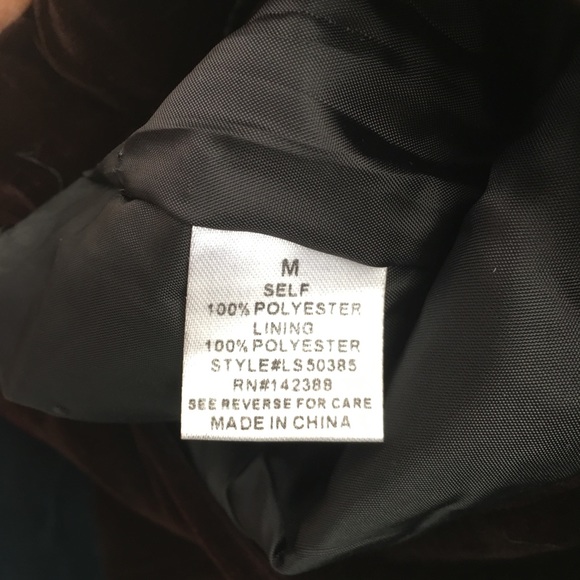 M
SELF
100% POLYESTER
LINING
100% POLYESTER
STYLE#LS50385
RN#142388
SEE REVERSE FOR CARE
MADE IN CHINA